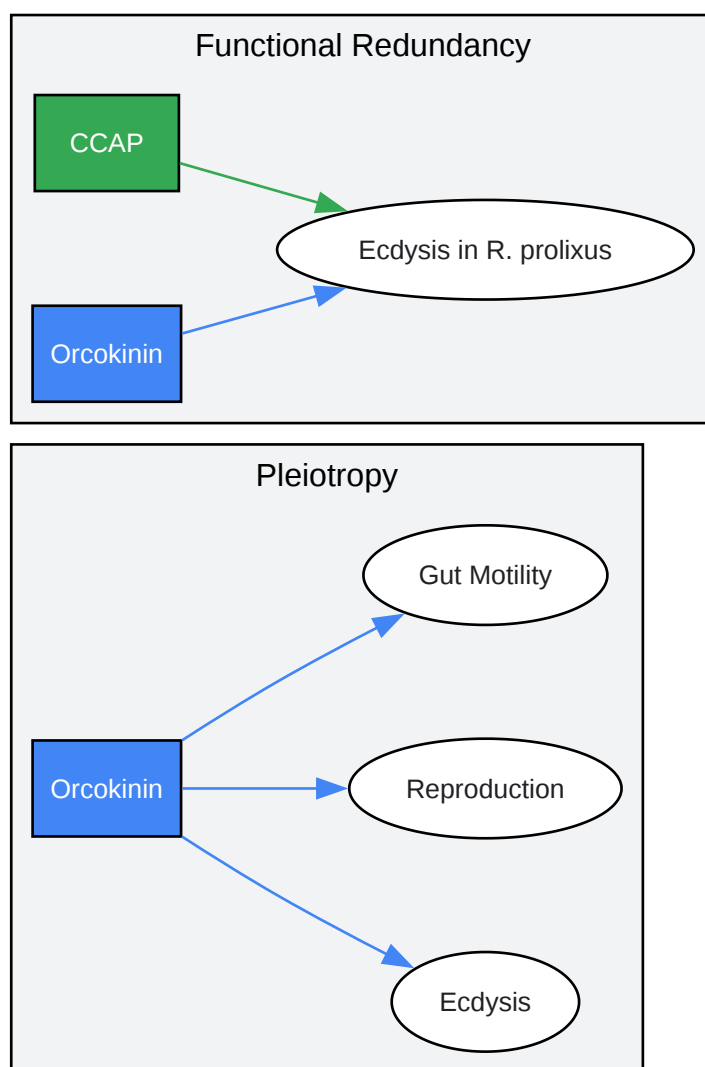 Functional Redundancy
CCAP
Ecdysis in R. prolixus
Orcokinin
Pleiotropy
Gut Motility
Orcokinin
Reproduction
Ecdysis